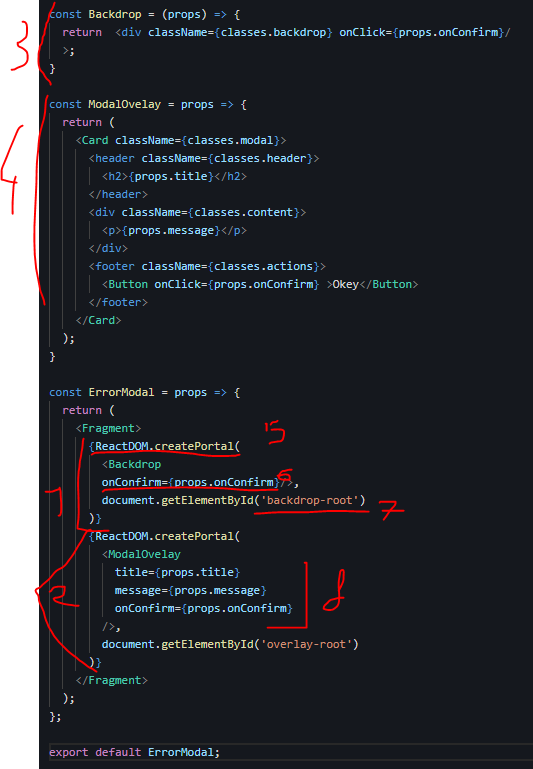 const Backdrop = (props) => {
3
return <div className={classes.backdrop} onClick={props.onConfirm}/
>;
}
const ModalOvelay = props => {
return (
4
<Card className={classes.modal}>
<header className={classes.header}>
<h2>{props.title}</h2>
</header>
<div className={classes.content}>
<p>{props.message}</p>
</div>
<footer className={classes.actions}>
<Button onClick={props.onConfirm} >Okey</Button>
</footer>
</Card>
);
}
const ErrorModal = props => {
return (
<Fragment>
{ReactDOM.createPortal( 5
<Backdrop
onConfirm={props.onConfirm}/>, 6
1 document.getElementById('backdrop-root') 7
)}
{ReactDOM.createPortal(
<ModalOvelay
title={props.title}
2 message={props.message} 8
onConfirm={props.onConfirm}
/>,
document.getElementById('overlay-root')
)}
</Fragment>
);
};
export default ErrorModal;